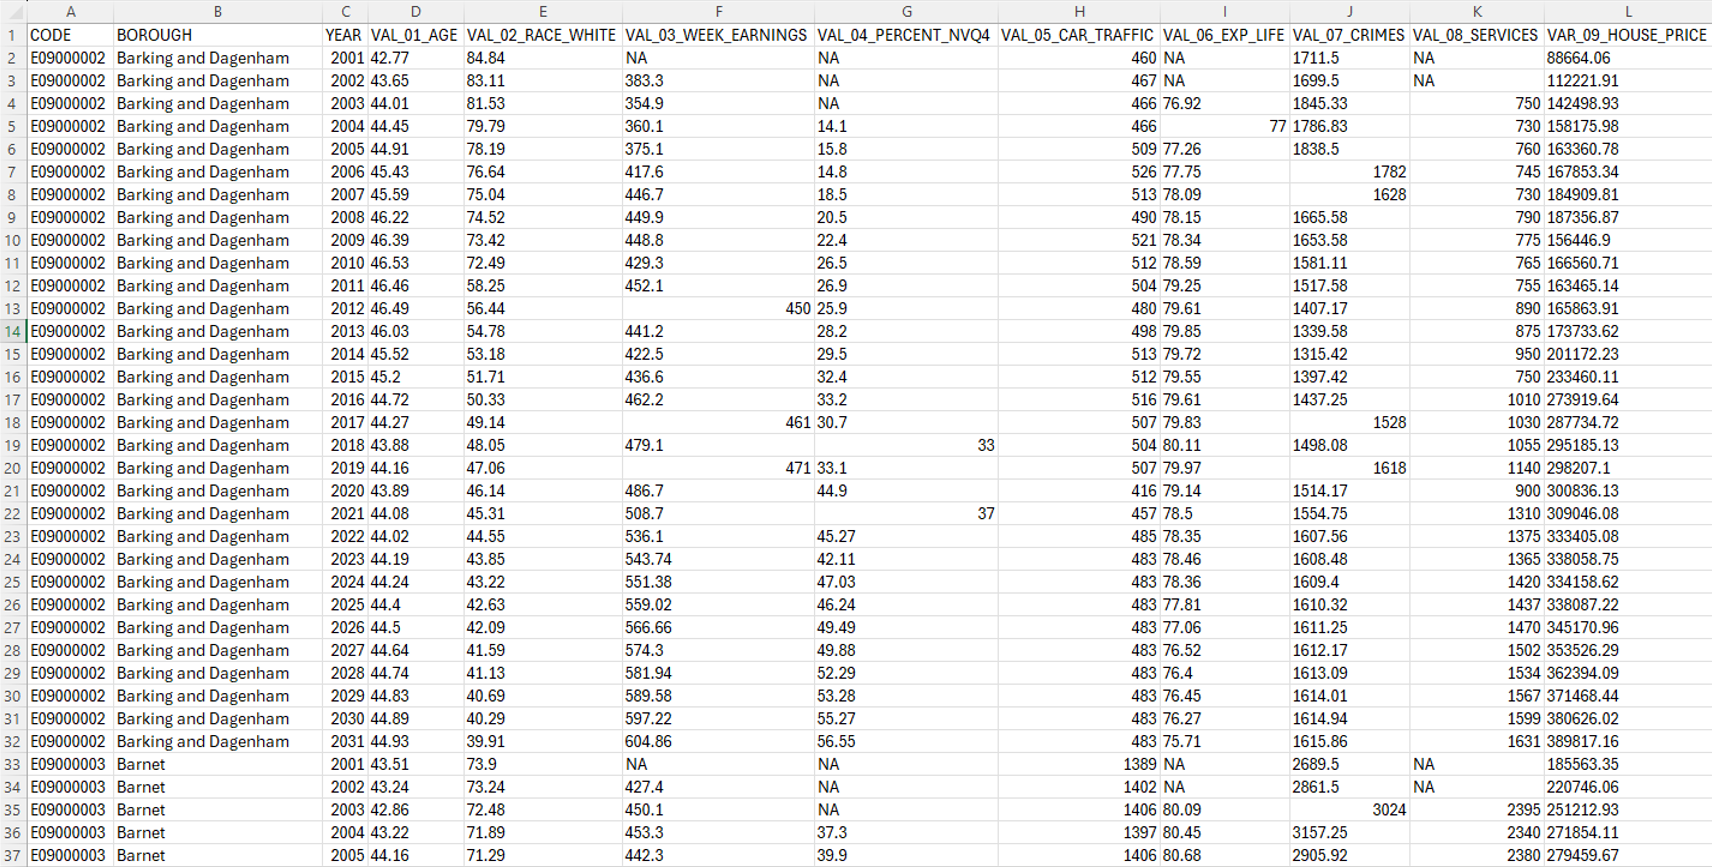 A B C D E F G H I J K L
1 CODE BOROUGH YEAR VAL_01_AGE VAL_02_RACE_WHITE VAL_03_WEEK_EARNINGS VAL_04_PERCENT_NVQ4 VAL_05_CAR_TRAFFIC VAL_06_EXP_LIFE VAL_07_CRIMES VAL_08_SERVICES VAR_09_HOUSE_PRICE
2 E09000002 Barking and Dagenham 2001 42.77 84.84 NA NA 460 NA 1711.5 NA 88664.06
3 E09000002 Barking and Dagenham 2002 43.65 83.11 383.3 NA 467 NA 1699.5 NA 112221.91
4 E09000002 Barking and Dagenham 2003 44.01 81.53 354.9 NA 466 76.92 1845.33 750 142498.93
5 E09000002 Barking and Dagenham 2004 44.45 79.79 360.1 14.1 466 77 1786.83 730 158175.98
6 E09000002 Barking and Dagenham 2005 44.91 78.19 375.1 15.8 509 77.26 1838.5 760 163360.78
7 E09000002 Barking and Dagenham 2006 45.43 76.64 417.6 14.8 526 77.75 1782 745 167853.34
8 E09000002 Barking and Dagenham 2007 45.59 75.04 446.7 18.5 513 78.09 1628 730 184909.81
9 E09000002 Barking and Dagenham 2008 46.22 74.52 449.9 20.5 490 78.15 1665.58 790 187356.87
10 E09000002 Barking and Dagenham 2009 46.39 73.42 448.8 22.4 521 78.34 1653.58 775 156446.9
11 E09000002 Barking and Dagenham 2010 46.53 72.49 429.3 26.5 512 78.59 1581.11 765 166560.71
12 E09000002 Barking and Dagenham 2011 46.46 58.25 452.1 26.9 504 79.25 1517.58 755 163465.14
13 E09000002 Barking and Dagenham 2012 46.49 56.44 450 25.9 480 79.61 1407.17 890 165863.91
14 E09000002 Barking and Dagenham 2013 46.03 54.78 441.2 28.2 498 79.85 1339.58 875 173733.62
15 E09000002 Barking and Dagenham 2014 45.52 53.18 422.5 29.5 513 79.72 1315.42 950 201172.23
16 E09000002 Barking and Dagenham 2015 45.2 51.71 436.6 32.4 512 79.55 1397.42 750 233460.11
17 E09000002 Barking and Dagenham 2016 44.72 50.33 462.2 33.2 516 79.61 1437.25 1010 273919.64
18 E09000002 Barking and Dagenham 2017 44.27 49.14 461 30.7 507 79.83 1528 1030 287734.72
19 E09000002 Barking and Dagenham 2018 43.88 48.05 479.1 33 504 80.11 1498.08 1055 295185.13
20 E09000002 Barking and Dagenham 2019 44.16 47.06 471 33.1 507 79.97 1618 1140 298207.1
21 E09000002 Barking and Dagenham 2020 43.89 46.14 486.7 44.9 416 79.14 1514.17 900 300836.13
22 E09000002 Barking and Dagenham 2021 44.08 45.31 508.7 37 457 78.5 1554.75 1310 309046.08
23 E09000002 Barking and Dagenham 2022 44.02 44.55 536.1 45.27 485 78.35 1607.56 1375 333405.08
24 E09000002 Barking and Dagenham 2023 44.19 43.85 543.74 42.11 483 78.46 1608.48 1365 338058.75
25 E09000002 Barking and Dagenham 2024 44.24 43.22 551.38 47.03 483 78.36 1609.4 1420 334158.62
26 E09000002 Barking and Dagenham 2025 44.4 42.63 559.02 46.24 483 77.81 1610.32 1437 338087.22
27 E09000002 Barking and Dagenham 2026 44.5 42.09 566.66 49.49 483 77.06 1611.25 1470 345170.96
28 E09000002 Barking and Dagenham 2027 44.64 41.59 574.3 49.88 483 76.52 1612.17 1502 353526.29
29 E09000002 Barking and Dagenham 2028 44.74 41.13 581.94 52.29 483 76.4 1613.09 1534 362394.09
30 E09000002 Barking and Dagenham 2029 44.83 40.69 589.58 53.28 483 76.45 1614.01 1567 371468.44
31 E09000002 Barking and Dagenham 2030 44.89 40.29 597.22 55.27 483 76.27 1614.94 1599 380626.02
32 E09000002 Barking and Dagenham 2031 44.93 39.91 604.86 56.55 483 75.71 1615.86 1631 389817.16
33 E09000003 Barnet 2001 43.51 73.9 NA NA 1389 NA 2689.5 NA 185563.35
34 E09000003 Barnet 2002 43.24 73.24 427.4 NA 1402 NA 2861.5 NA 220746.06
35 E09000003 Barnet 2003 42.86 72.48 450.1 NA 1406 80.09 3024 2395 251212.93
36 E09000003 Barnet 2004 43.22 71.89 453.3 37.3 1397 80.45 3157.25 2340 271854.11
37 E09000003 Barnet 2005 44.16 71.29 442.3 39.9 1406 80.68 2905.92 2380 279459.67